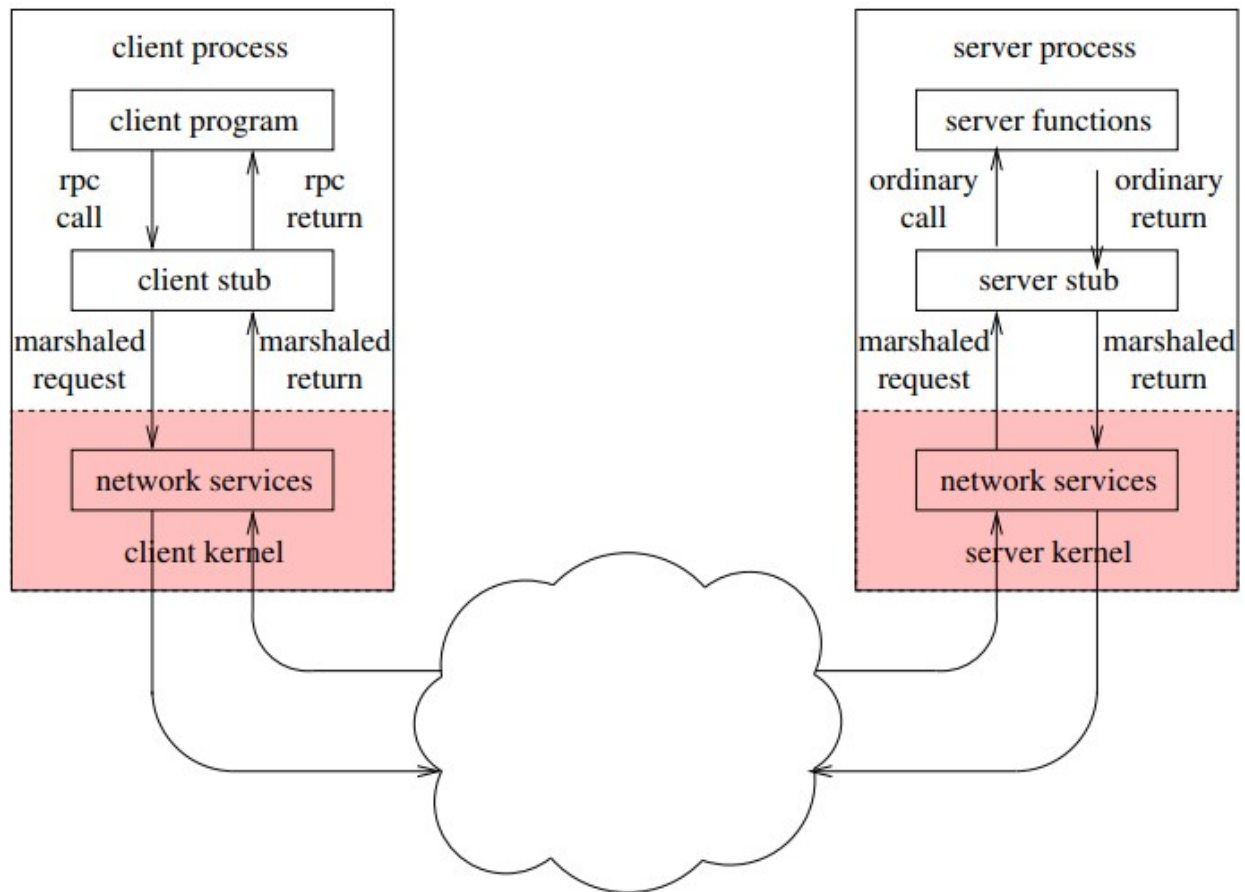 client process
client program
rpc
call
rpc
return
client stub
marshaled
request
marshaled
return
network services
client kernel
server process
server functions
ordinary
call
ordinary
return
server stub
marshaled
request
marshaled
return
network services
server kernel